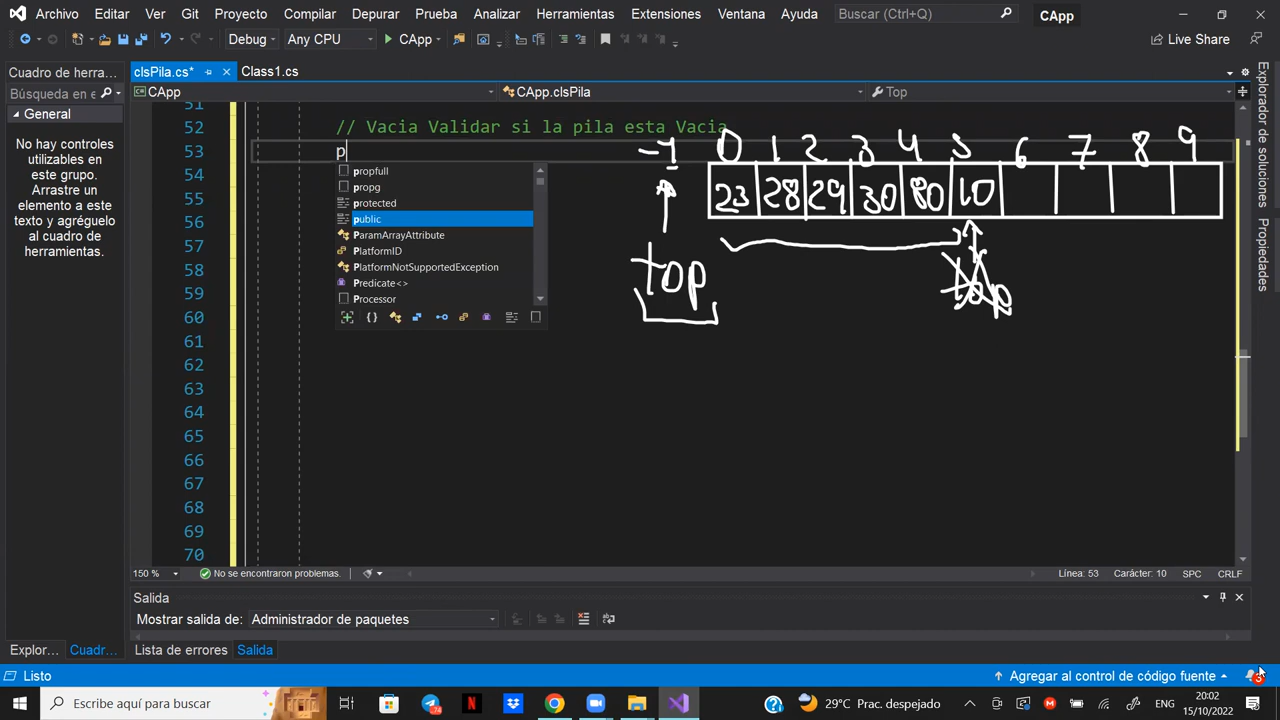 Archivo Editar Ver Git Proyecto Compilar Depurar Prueba Analizar Herramientas Extensiones Ventana Ayuda Buscar (Ctrl+Q) CApp
Debug Any CPU CApp Live Share
Cuadro de herra...
clsPila.cs* Class1.cs
Búsqueda en e
CApp CApp.clsPila Top
General
No hay controles
utilizables en
este grupo.
Arrastre un
elemento a este
texto y agréguelo
al cuadro de
herramientas.
51
52 // Vacia Validar si la pila esta Vacia
53 p
54
55
56
57
58
59
60
61
62
63
64
65
66
67
68
69
70
propfull
propg
protected
public
ParamArrayAttribute
PlatformID
PlatformNotSupportedException
Predicate<>
Processor
-1 0 1 2 3 4 5 6 7 8 9
23 28 29 30 80 10
top top
Explorador de soluciones
Propiedades
150 % No se encontraron problemas. Línea: 53 Carácter: 10 SPC CRLF
Salida
Mostrar salida de: Administrador de paquetes
Explor... Cuadr... Lista de errores Salida
Listo Agregar al control de código fuente 3
Escribe aquí para buscar 29°C Prac. despejado ENG 20:02
15/10/2022